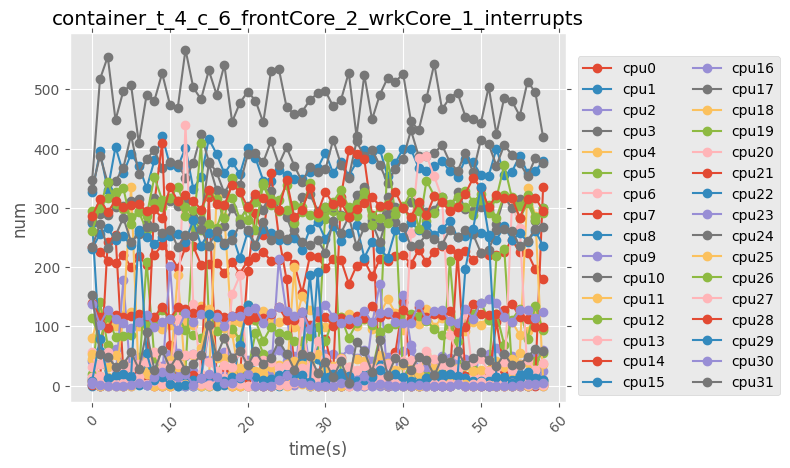 container_t_4_c_6_frontCore_2_wrkCore_1_interrupts
num
500
400
300
200
100
0
0
10
20
30
40
50
60
time(s)
cpu0
cpu1
cpu2
cpu3
cpu4
cpu5
cpu6
cpu7
cpu8
cpu9
cpu10
cpu11
cpu12
cpu13
cpu14
cpu15
cpu16
cpu17
cpu18
cpu19
cpu20
cpu21
cpu22
cpu23
cpu24
cpu25
cpu26
cpu27
cpu28
cpu29
cpu30
cpu31